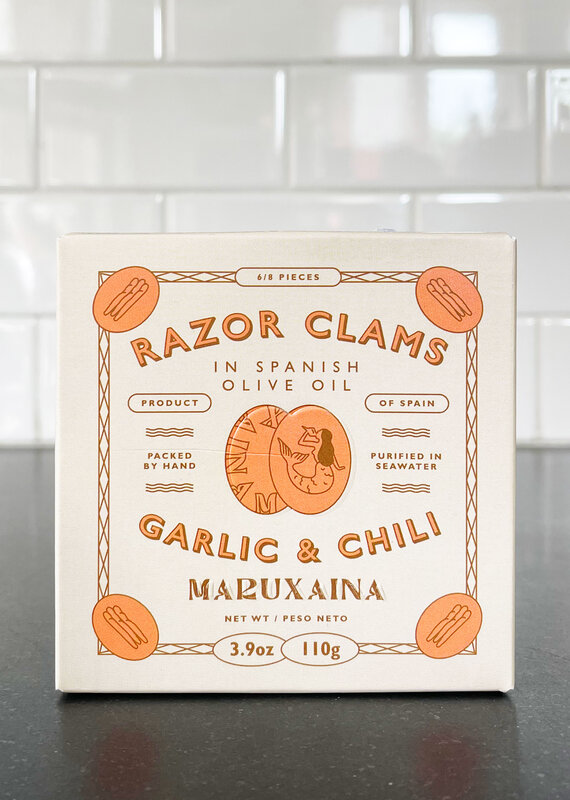 6/8 PIECES
RAZOR CLAMS
IN SPANISH
OLIVE OIL
PRODUCT
OF SPAIN
PACKED
BY HAND
PURIFIED IN
SEAWATER
GARLIC & CHILI
MARUXAINA
NET WT / PESO NETO
3.9oz 110g